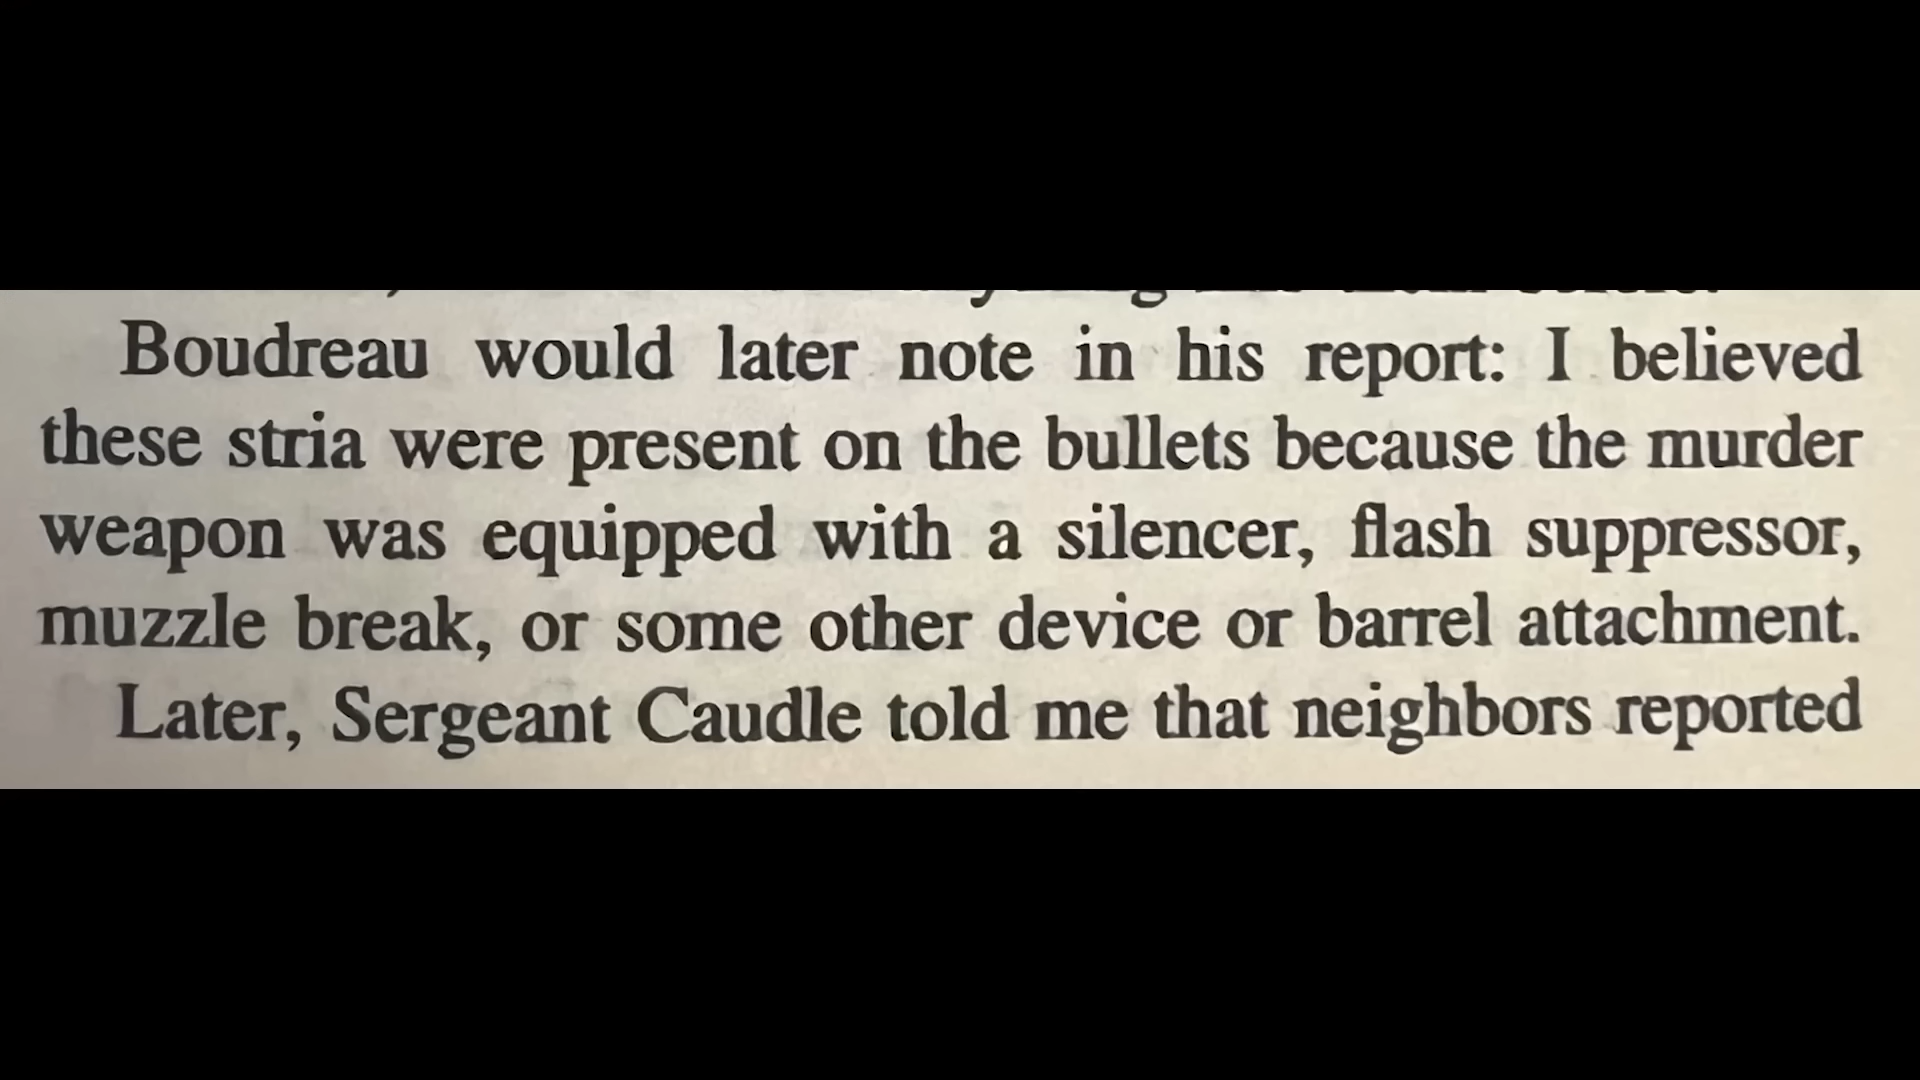 Boudreau would later note in his report: I believed
these stria were present on the bullets because the murder
weapon was equipped with a silencer, flash suppressor,
muzzle break, or some other device or barrel attachment.
Later, Sergeant Caudle told me that neighbors reported